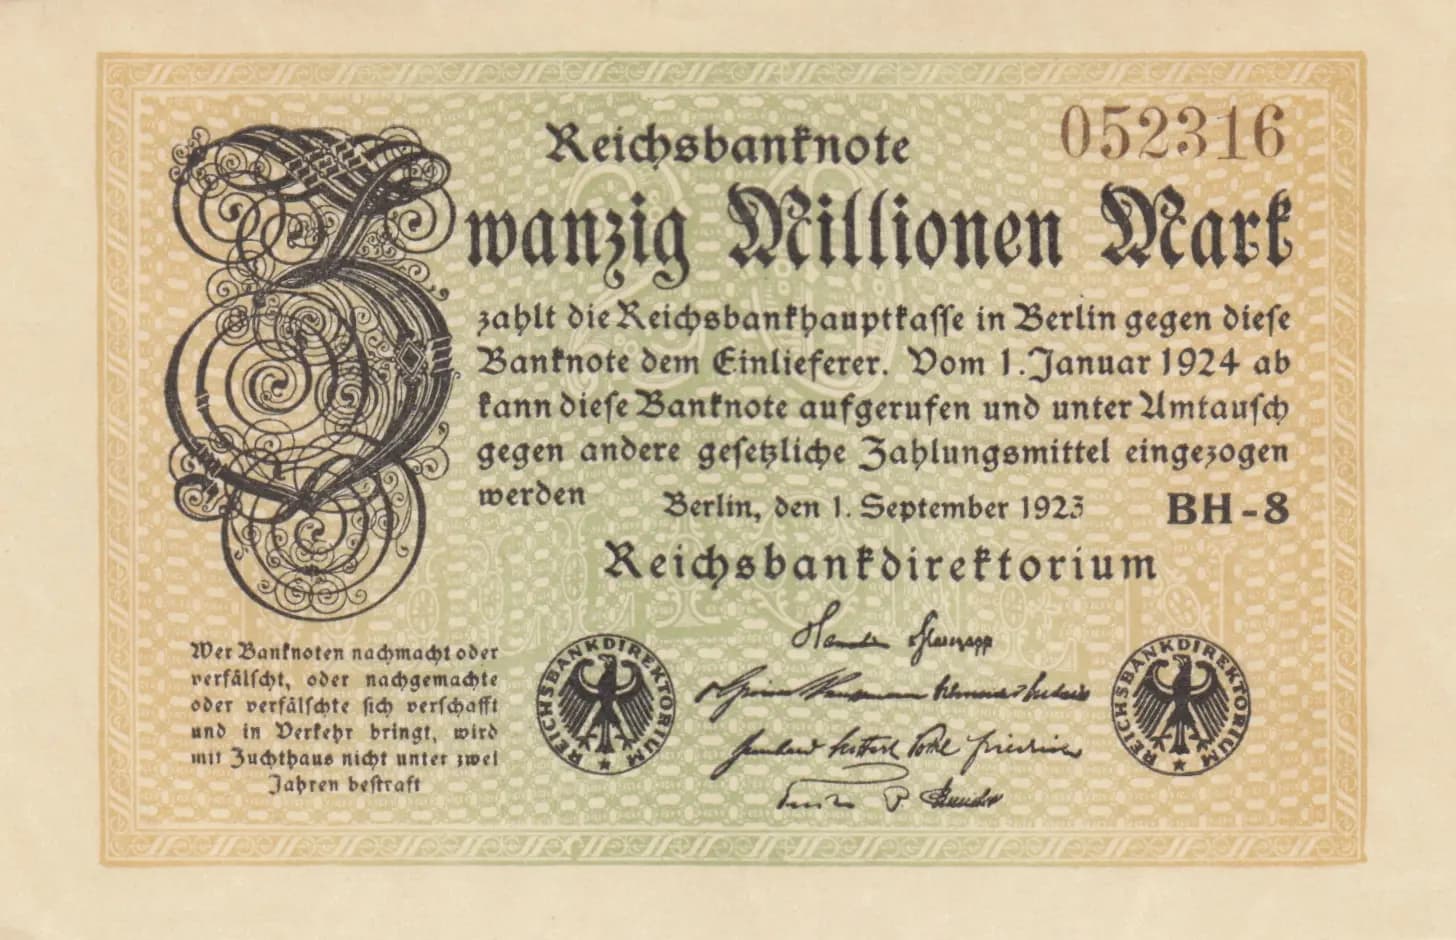 Reichsbanknote
052316
Zwanzig Millionen Mark
zahlt die Reichsbankhauptkasse in Berlin gegen diese
Banknote dem Einlieferer. Vom 1. Januar 1924 ab
kann diese Banknote aufgerufen und unter Umtausch
gegen andere gesetzliche Zahlungsmittel eingezogen
werden
Berlin, den 1. September 1923
BH-8
Reichsbankdirektorium
Wer Banknoten nachmacht oder
verfälscht, oder nachgemachte
oder verfälschte sich verschafft
und in Verkehr bringt, wird
mit Zuchthaus nicht unter zwei
Jahren bestraft
REICHSBANKDIREKTORIUM
REICHSBANKDIREKTORIUM